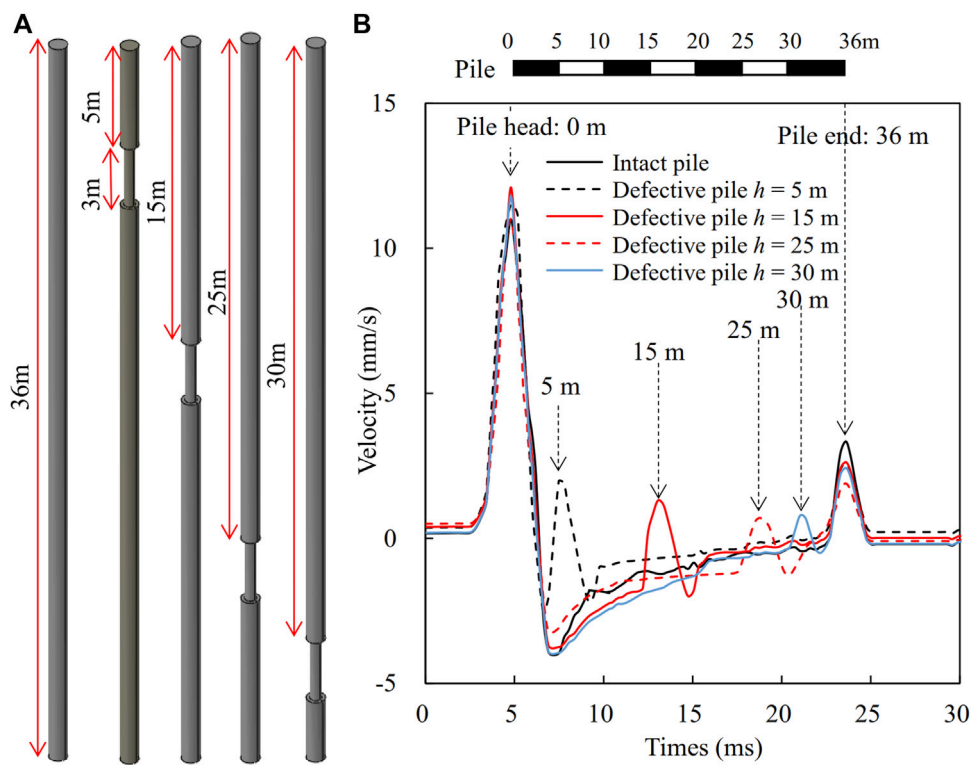 A
36m
5m
3m
15m
25m
30m
B
0 5 10 15 20 25 30 36m
Pile
15
10
5
0
-5
Velocity (mm/s)
Pile head: 0 m
Pile end: 36 m
Intact pile
Defective pile h = 5 m
Defective pile h = 15 m
Defective pile h = 25 m
Defective pile h = 30 m
5 m
15 m
25 m
30 m
0 5 10 15 20 25 30
Times (ms)